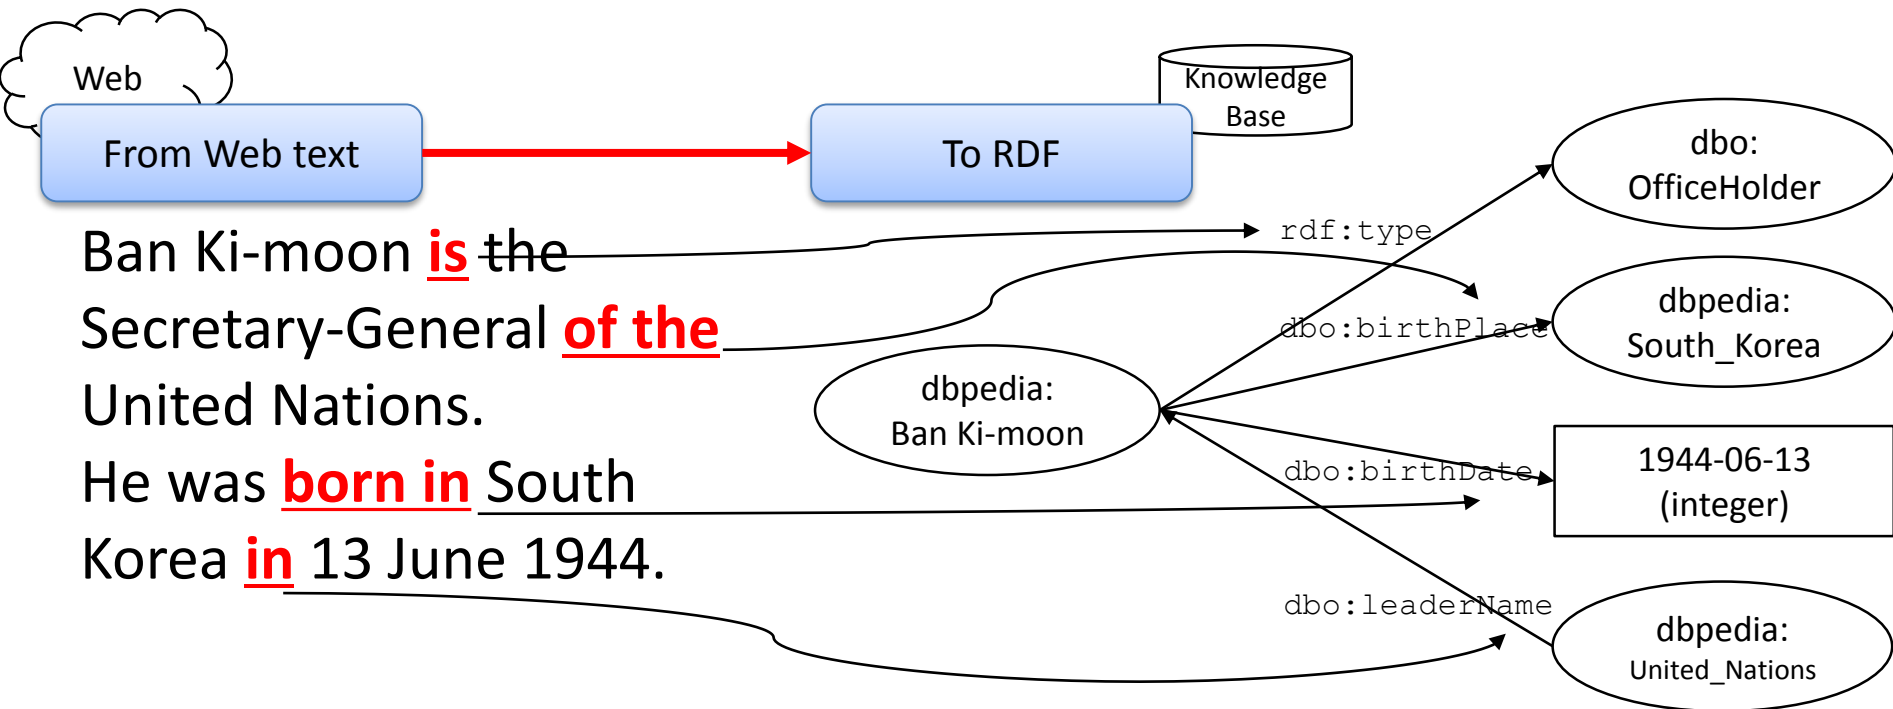 Web
From Web text
Knowledge
Base
To RDF
Ban Ki-moon is the
Secretary-General of the
United Nations.
He was born in South
Korea in 13 June 1944.
rdf:type
dbo:birthPlace
dbpedia:
Ban Ki-moon
dbo:birthDate
dbo:leaderName
dbo:
OfficeHolder
dbpedia:
South_Korea
1944-06-13
(integer)
dbpedia:
United_Nations